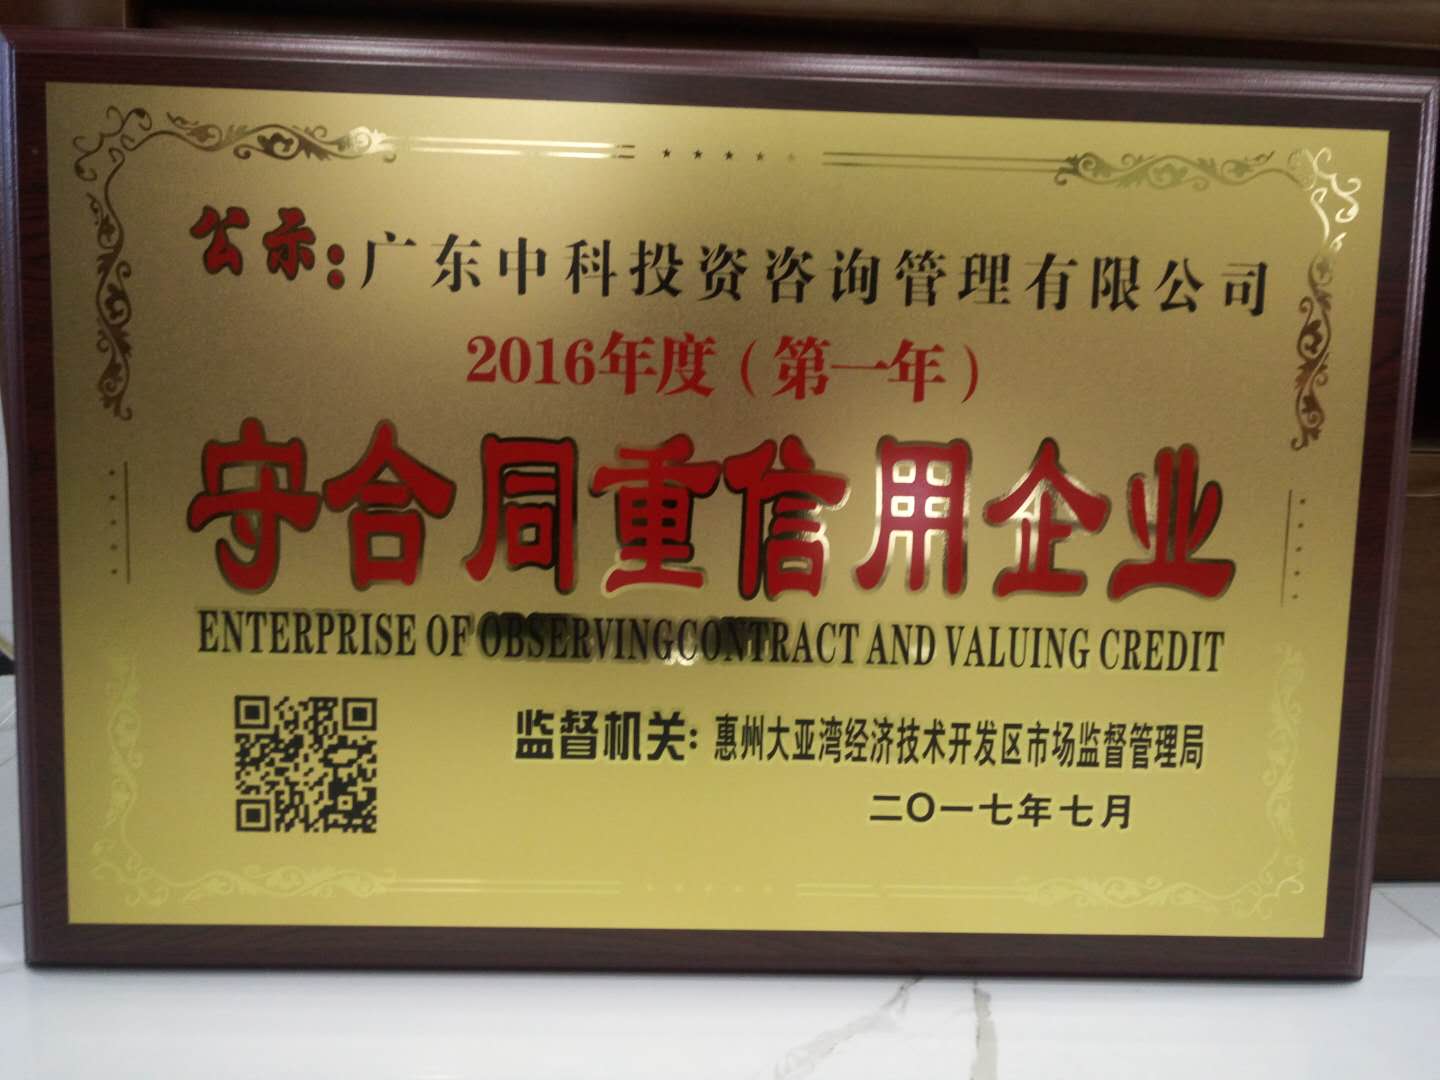 公示:广东中科投资咨询管理有限公司
2016年度(第一年)
守合同重信用企业
ENTERPRISE OF OBSERVINGCONTRACT AND VALUING CREDIT
监督机关:惠州大亚湾经济技术开发区市场监督管理局
二〇一七年七月